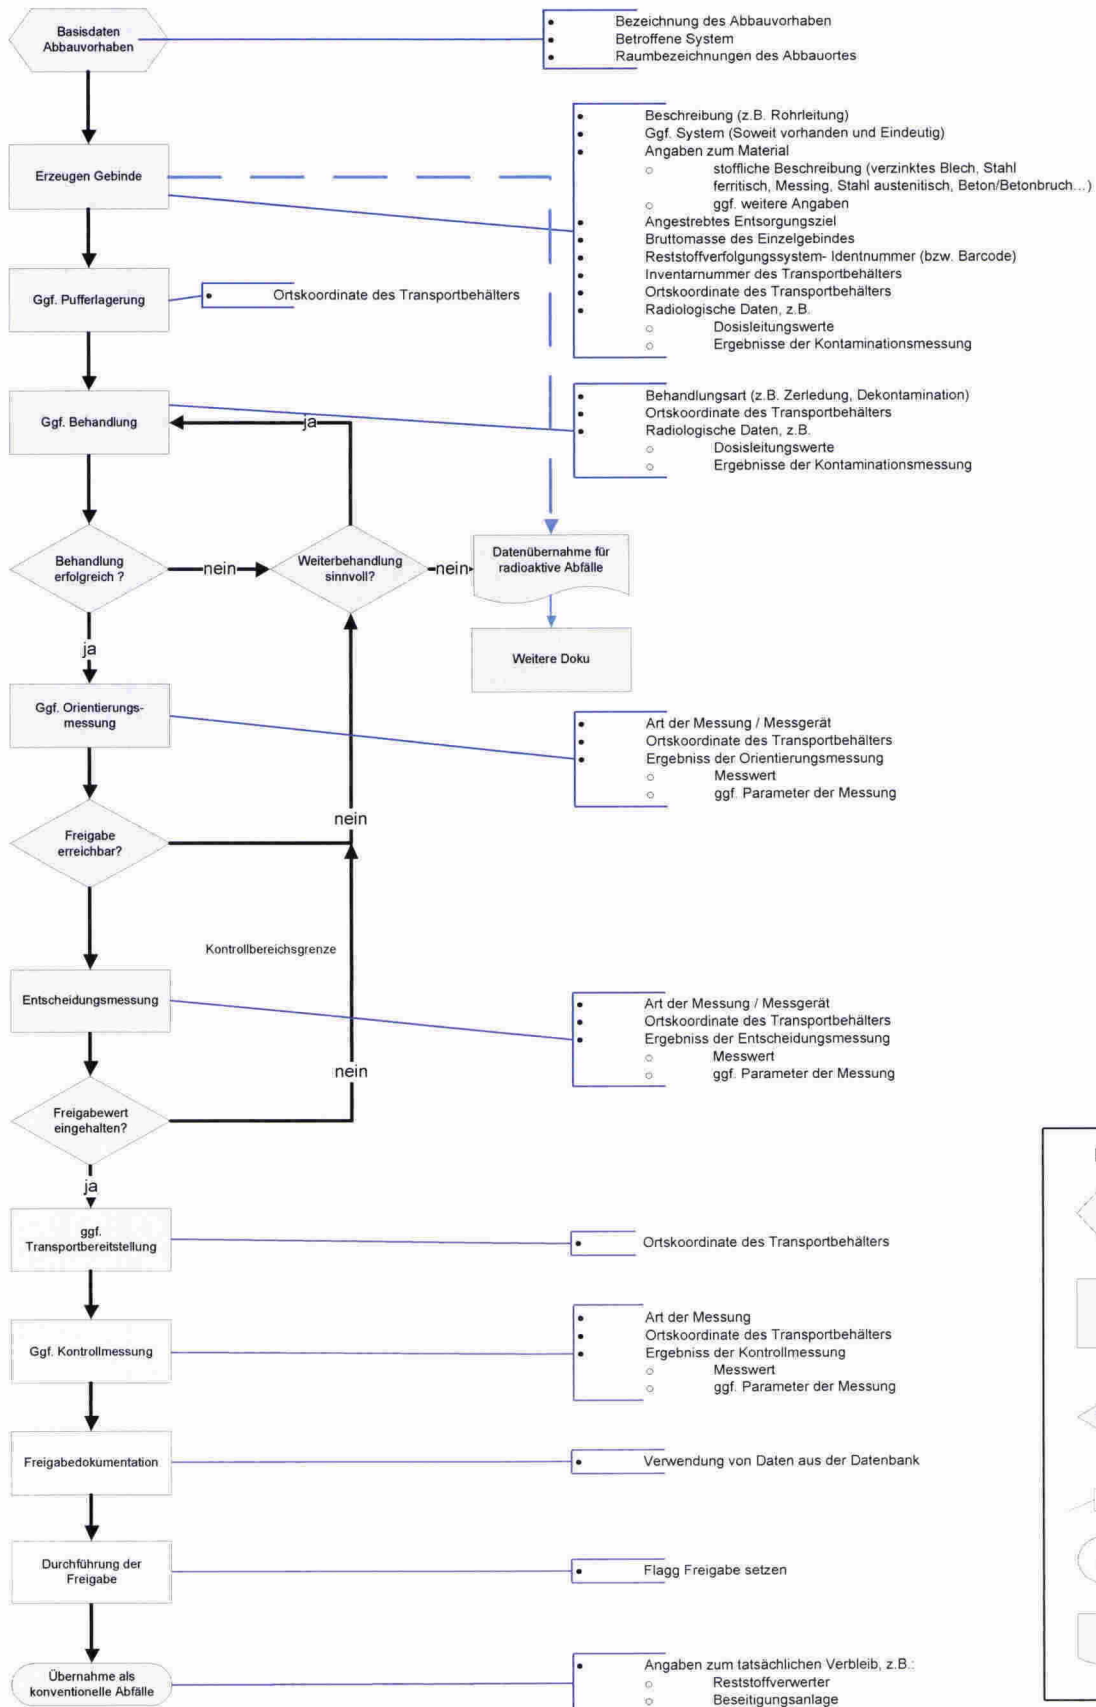 Basisdaten
Abbauvorhaben
• Bezeichnung des Abbauvorhaben
• Betroffene System
• Raumbezeichnungen des Abbauortes
Erzeugen Gebinde
• Beschreibung (z.B. Rohrleitung)
• Ggf. System (Soweit vorhanden und Eindeutig)
• Angaben zum Material
○ stoffliche Beschreibung (verzinktes Blech, Stahl
ferritisch, Messing, Stahl austenitisch, Beton/Betonbruch...)
○ ggf. weitere Angaben
• Angestrebtes Entsorgungsziel
• Bruttomasse des Einzelgebindes
• Reststoffverfolgungssystem- Identnummer (bzw. Barcode)
• Inventarnummer des Transportbehälters
• Ortskoordinate des Transportbehälters
• Radiologische Daten, z.B.
○ Dosisleitungswerte
○ Ergebnisse der Kontaminationsmessung
Ggf. Pufferlagerung
• Ortskoordinate des Transportbehälters
Ggf. Behandlung
• Behandlungsart (z.B. Zerledung, Dekontamination)
• Ortskoordinate des Transportbehälters
• Radiologische Daten, z.B.
○ Dosisleitungswerte
○ Ergebnisse der Kontaminationsmessung
ja
Behandlung
erfolgreich ?
nein
Weiterbehandlung
sinnvoll?
nein
Datenübernahme für
radioaktive Abfälle
Weitere Doku
ja
Ggf. Orientierungs-
messung
• Art der Messung / Messgerät
• Ortskoordinate des Transportbehälters
• Ergebniss der Orientierungsmessung
○ Messwert
○ ggf. Parameter der Messung
nein
Freigabe
erreichbar?
Kontrollbereichsgrenze
Entscheidungsmessung
• Art der Messung / Messgerät
• Ortskoordinate des Transportbehälters
• Ergebniss der Entscheidungsmessung
○ Messwert
○ ggf. Parameter der Messung
nein
Freigabewert
eingehalten?
ja
ggf.
Transportbereitstellung
• Ortskoordinate des Transportbehälters
Ggf. Kontrollmessung
• Art der Messung
• Ortskoordinate des Transportbehälters
• Ergebniss der Kontrollmessung
○ Messwert
○ ggf. Parameter der Messung
Freigabedokumentation
• Verwendung von Daten aus der Datenbank
Durchführung der
Freigabe
• Flagg Freigabe setzen
Übernahme als
konventionelle Abfälle
• Angaben zum tatsächlichen Verbleib, z.B.:
○ Reststoffverwerter
○ Beseitigungsanlage